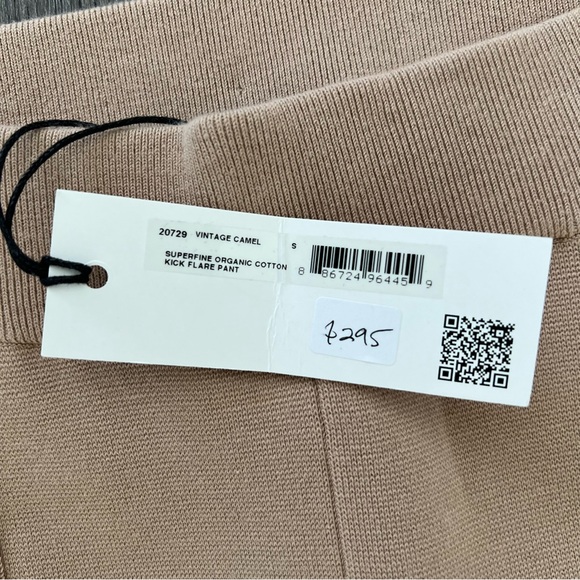 20729 VINTAGE CAMEL S
SUPERFINE ORGANIC COTTON
KICK FLARE PANT
8 86724 96445 9
$295